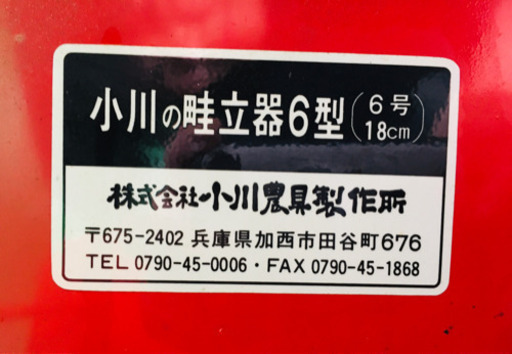 小川の畦立器6型(6号 18cm)
株式会社小川農具製作所
〒675-2402 兵庫県加西市田谷町676
TEL 0790-45-0006・FAX 0790-45-1868